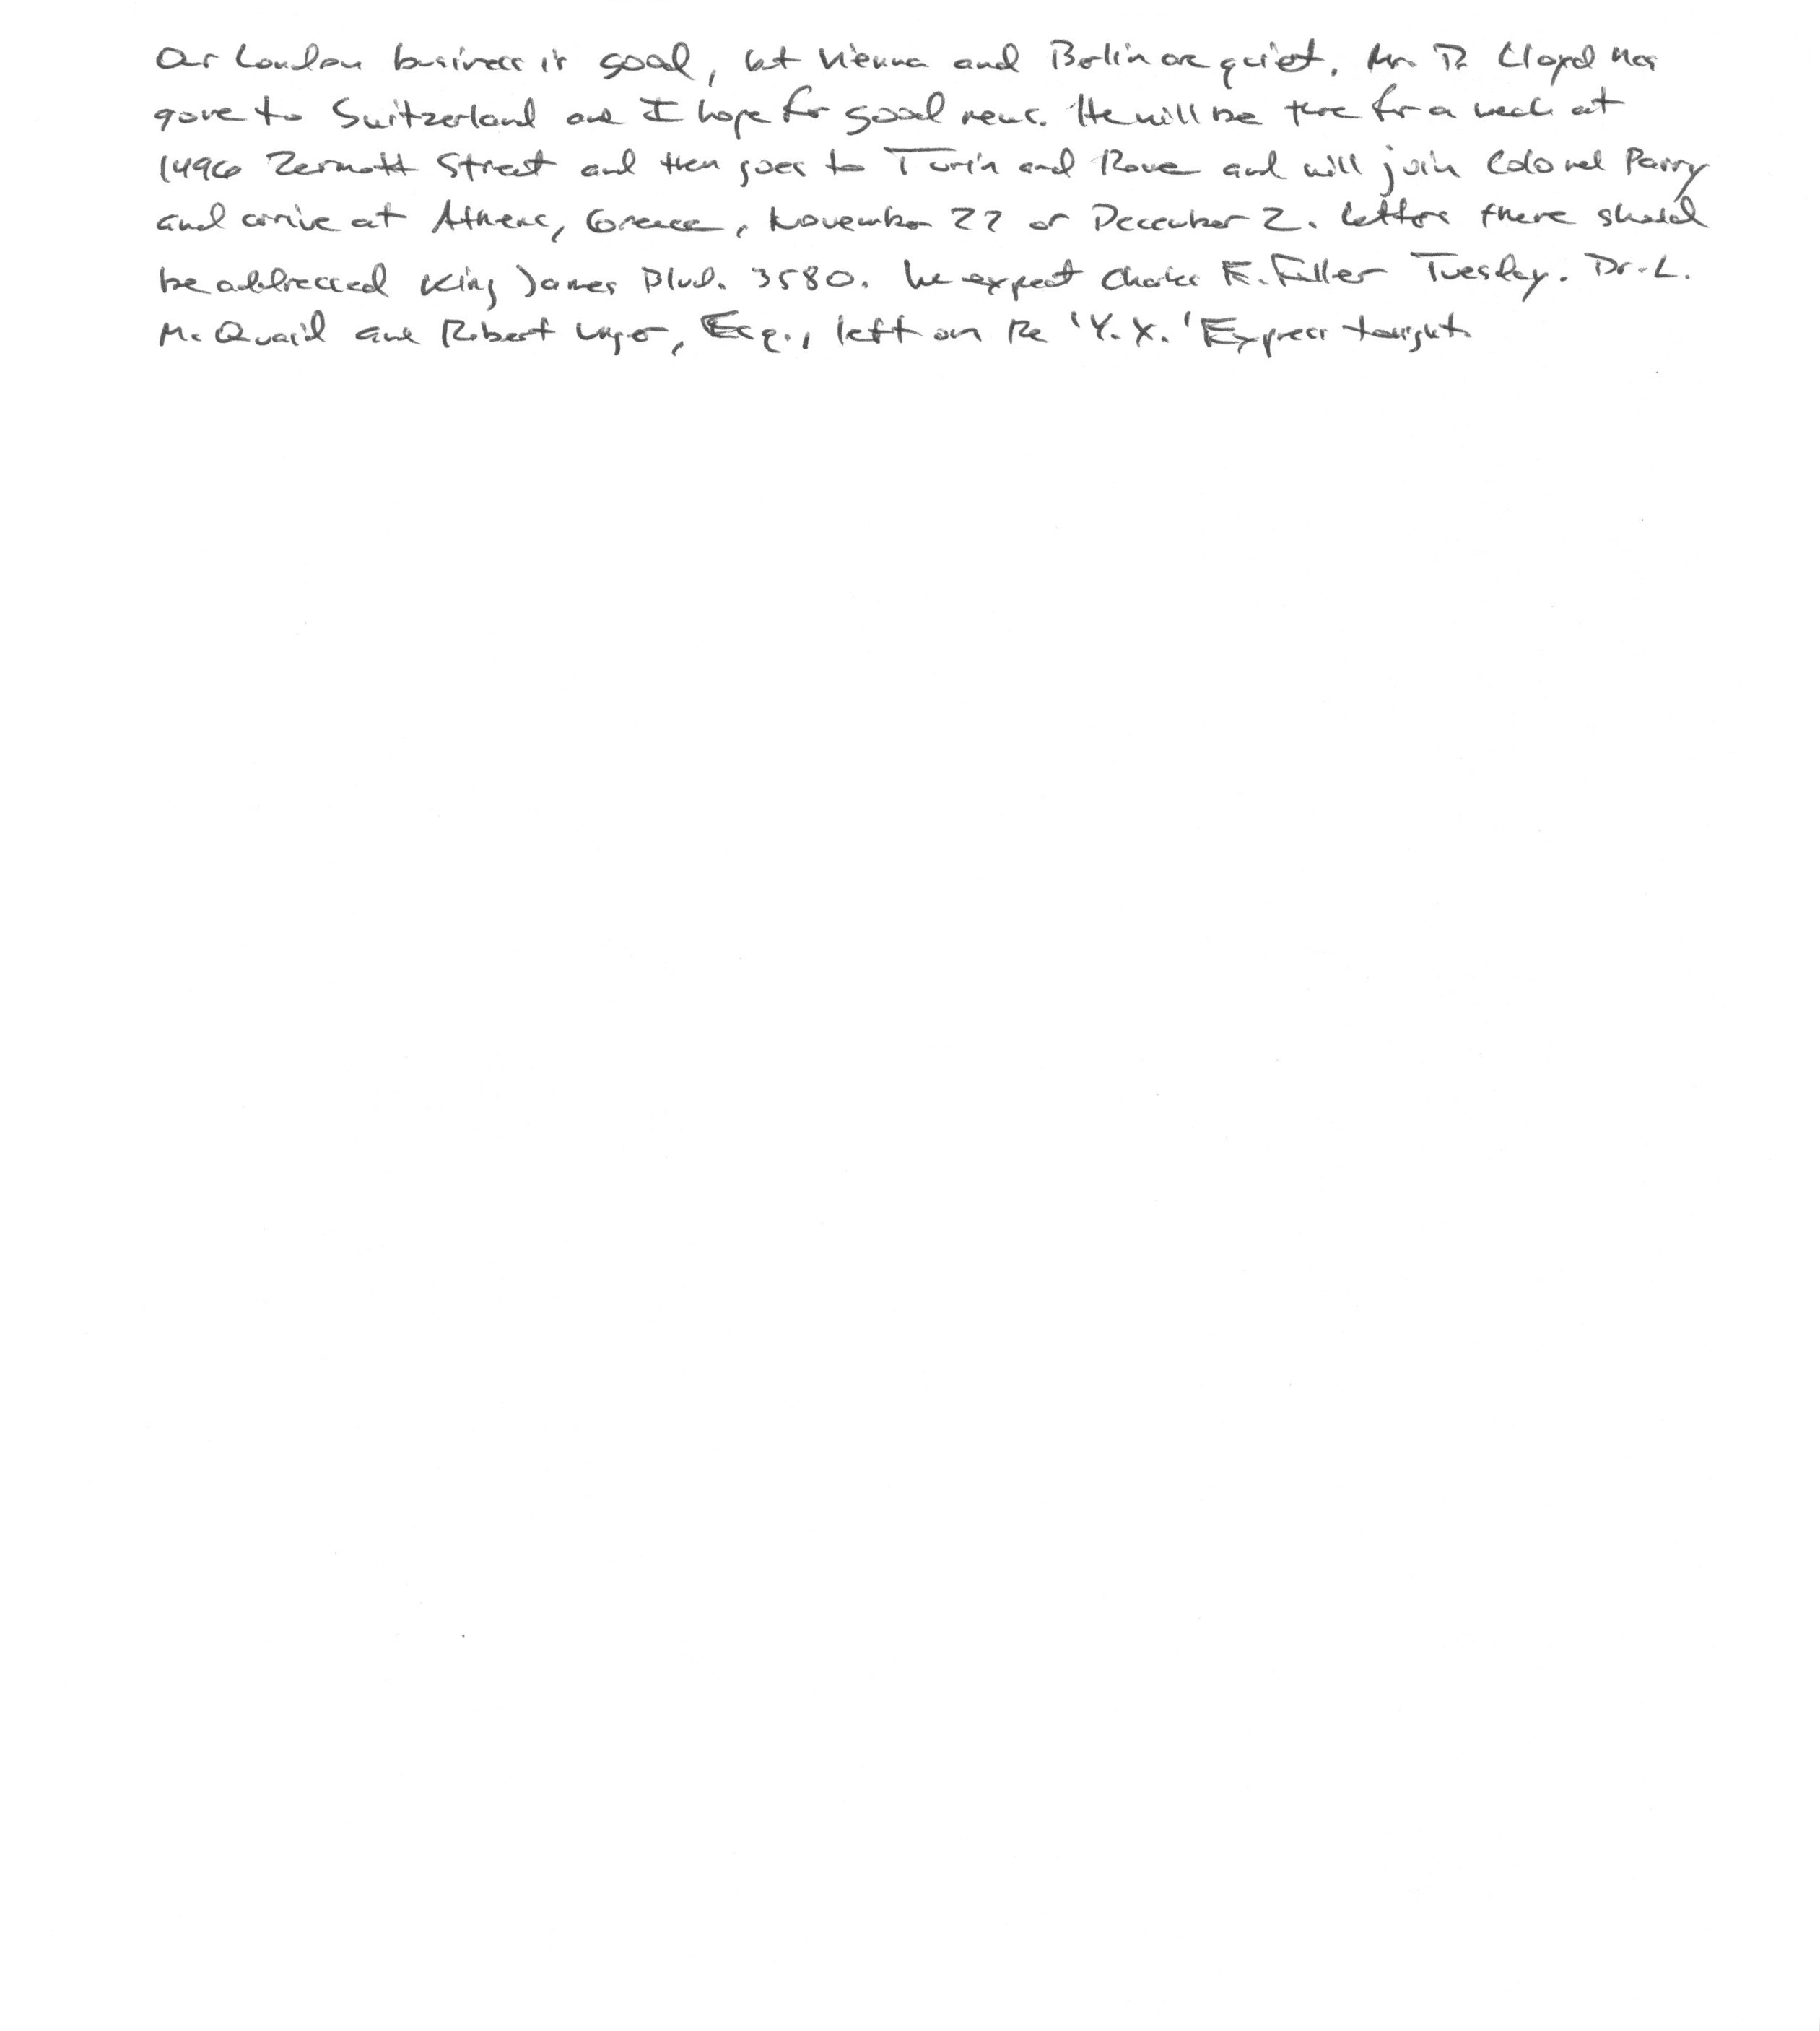 Our London business is good, but Vienna and Berlin are quiet. Mr. D. Lloyd has
gone to Switzerland and I hope for good news. He will be there for a week at
1496 Zermott Street and then goes to Turin and Rome and will join Colonel Parry
and arrive at Athens, Greece, November 27 or December 2. Letters there should
be addressed King James Blvd. 3580. We expect Charles E. Fuller Tuesday. Dr. L.
McQuaid and Robert Unger, Esq., left on the 'Y.X.' Express tonight.